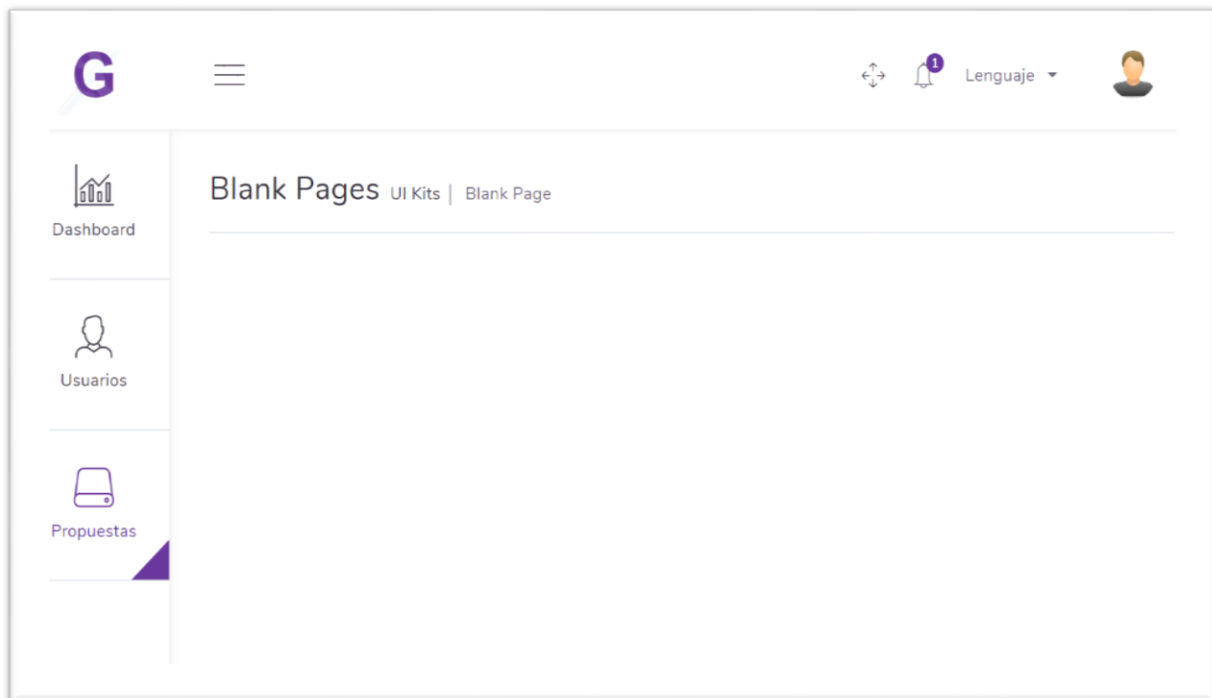 G
1
Lenguaje
Dashboard
Blank Pages UI Kits | Blank Page
Usuarios
Propuestas